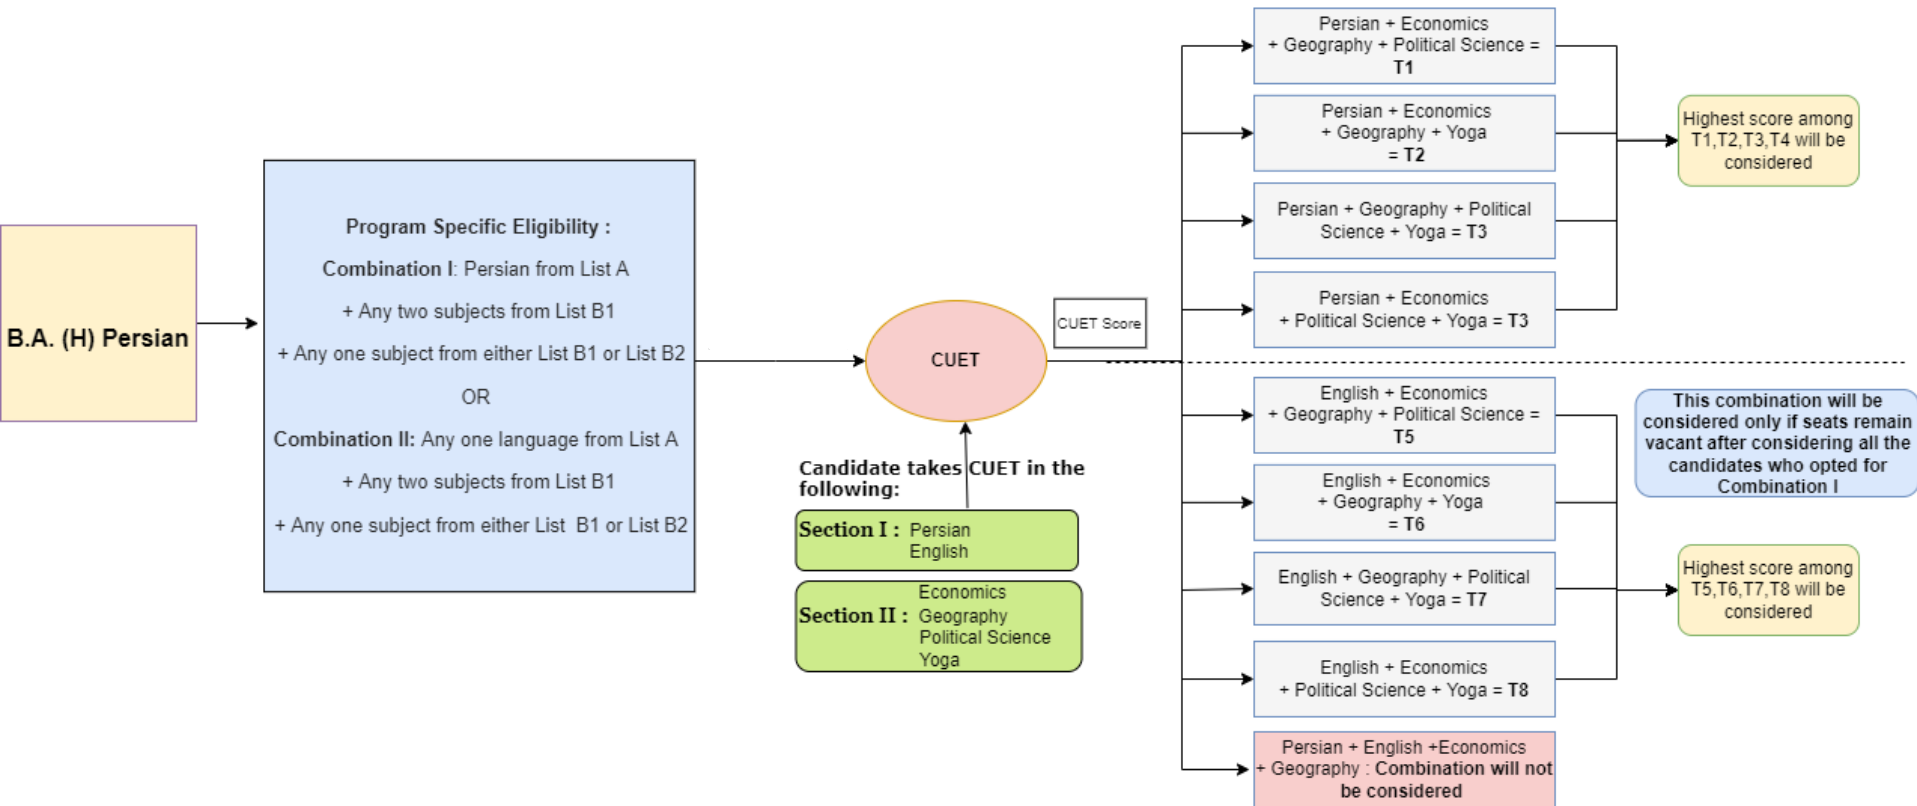 B.A. (H) Persian
Program Specific Eligibility :
Combination I: Persian from List A
+ Any two subjects from List B1
+ Any one subject from either List B1 or List B2
OR
Combination II: Any one language from List A
+ Any two subjects from List B1
+ Any one subject from either List B1 or List B2
CUET
Candidate takes CUET in the
following:
Section I : Persian
English
Economics
Section II : Geography
Political Science
Yoga
CUET Score
Persian + Economics
+ Geography + Political Science =
T1
Persian + Economics
+ Geography + Yoga
= T2
Persian + Geography + Political
Science + Yoga = T3
Persian + Economics
+ Political Science + Yoga = T3
Highest score among
T1,T2,T3,T4 will be
considered
English + Economics
+ Geography + Political Science =
T5
English + Economics
+ Geography + Yoga
= T6
English + Geography + Political
Science + Yoga = T7
English + Economics
+ Political Science + Yoga = T8
This combination will be
considered only if seats remain
vacant after considering all the
candidates who opted for
Combination I
Highest score among
T5,T6,T7,T8 will be
considered
Persian + English +Economics
+ Geography : Combination will not
be considered